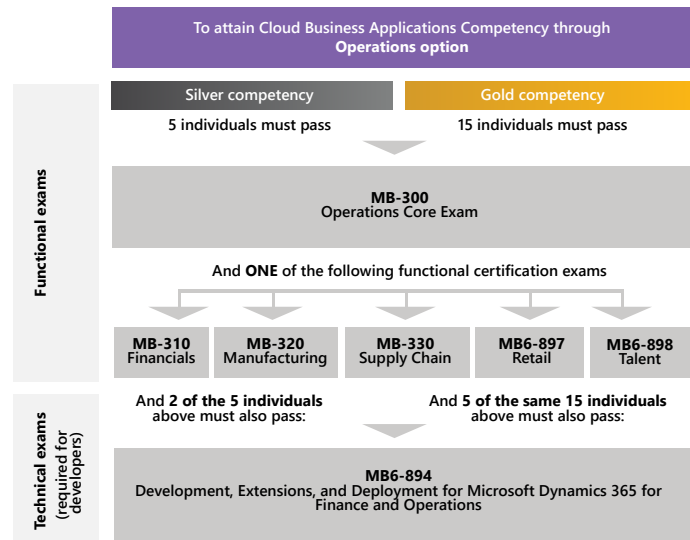 To attain Cloud Business Applications Competency through
Operations option
Silver competency
Gold competency
5 individuals must pass
15 individuals must pass
Functional exams
MB-300
Operations Core Exam
And ONE of the following functional certification exams
MB-310
Financials
MB-320
Manufacturing
MB-330
Supply Chain
MB6-897
Retail
MB6-898
Talent
And 2 of the 5 individuals
above must also pass:
And 5 of the same 15 individuals
above must also pass:
Technical exams
(required for
developers)
MB6-894
Development, Extensions, and Deployment for Microsoft Dynamics 365 for
Finance and Operations